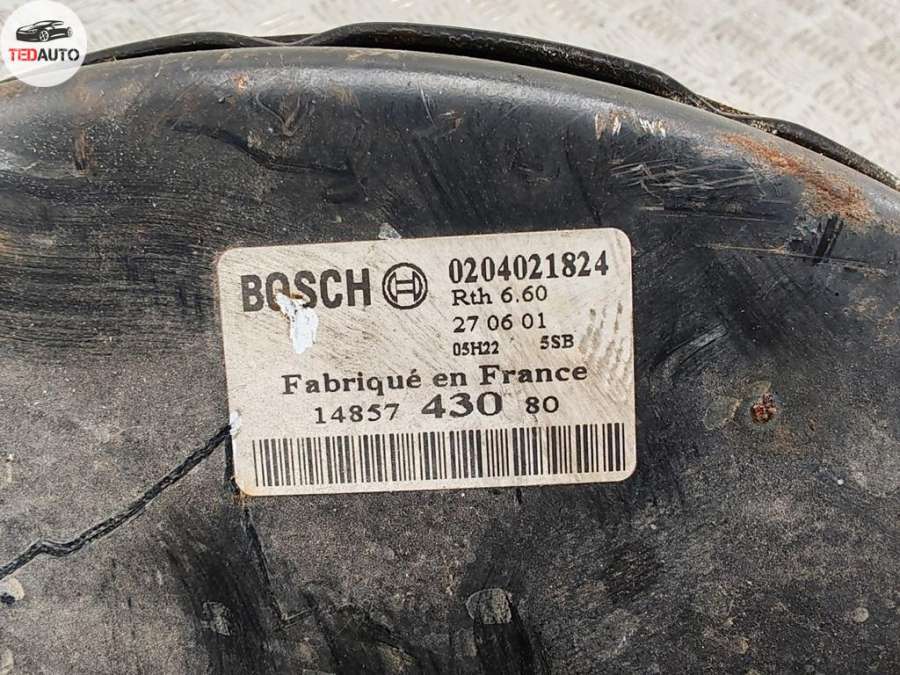 TEDAUTO
BOSCH 0204021824
Rth 6.60
27 06 01
05H22 5SB
Fabriqué en France
14857 430 80